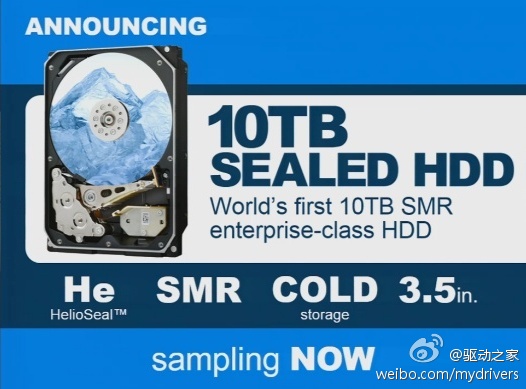 ANNOUNCING
10TB
SEALED HDD
World's first 10TB SMR
enterprise-class HDD
He SMR COLD 3.5in.
HelioSeal™ storage
sampling NOW
@驱动之家
weibo.com/mydrivers